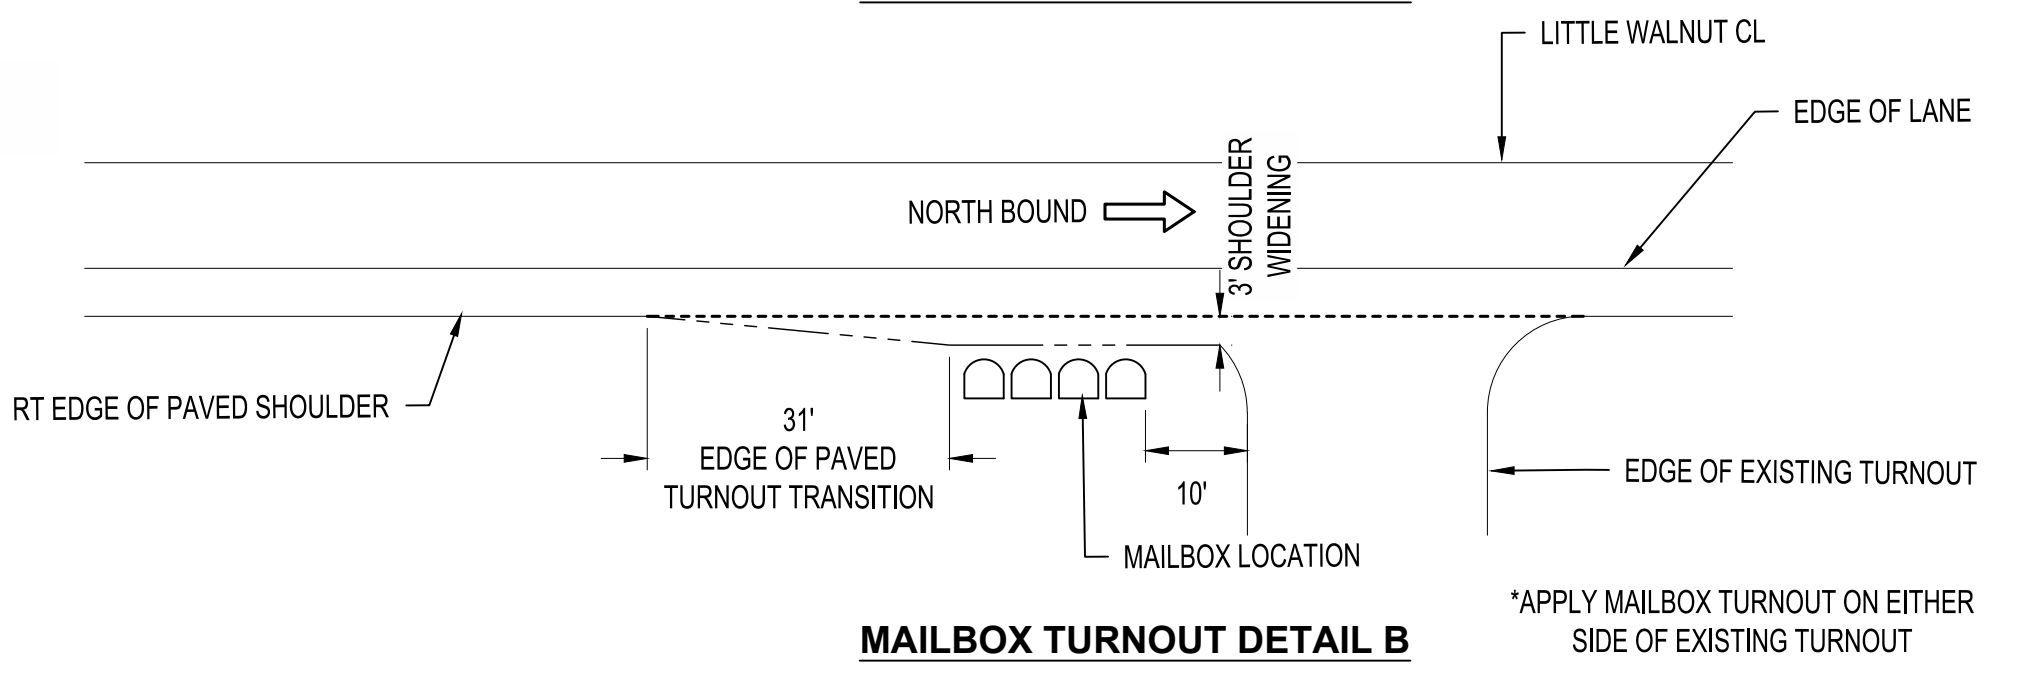 LITTLE WALNUT CL
EDGE OF LANE
3' SHOULDER
WIDENING
NORTH BOUND
RT EDGE OF PAVED SHOULDER
31'
EDGE OF PAVED
TURNOUT TRANSITION
10'
EDGE OF EXISTING TURNOUT
MAILBOX LOCATION
*APPLY MAILBOX TURNOUT ON EITHER
SIDE OF EXISTING TURNOUT
MAILBOX TURNOUT DETAIL B